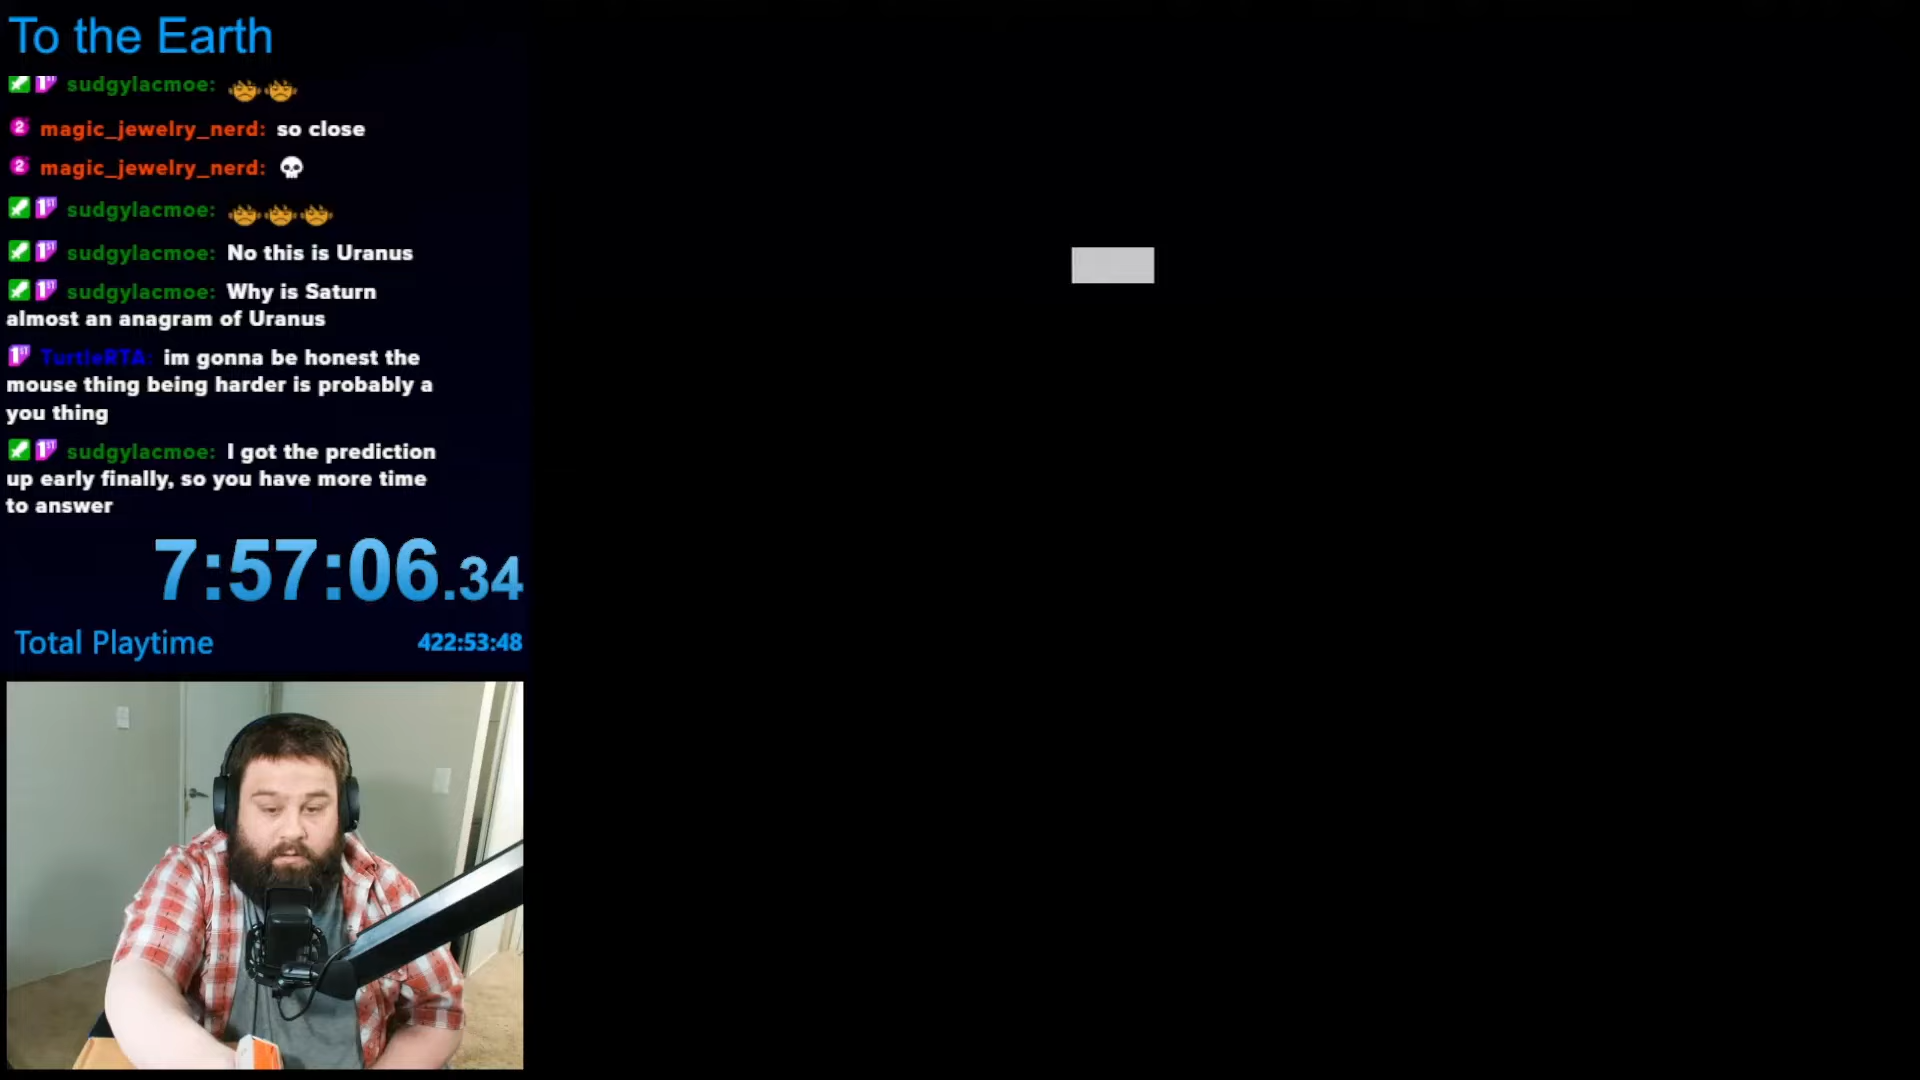 To the Earth
sudgylacmoe:
magic_jewelry_nerd: so close
magic_jewelry_nerd:
sudgylacmoe:
sudgylacmoe: No this is Uranus
sudgylacmoe: Why is Saturn
almost an anagram of Uranus
TurtleRTA: im gonna be honest the
mouse thing being harder is probably a
you thing
sudgylacmoe: I got the prediction
up early finally, so you have more time
to answer
7:57:06.34
Total Playtime 422:53:48